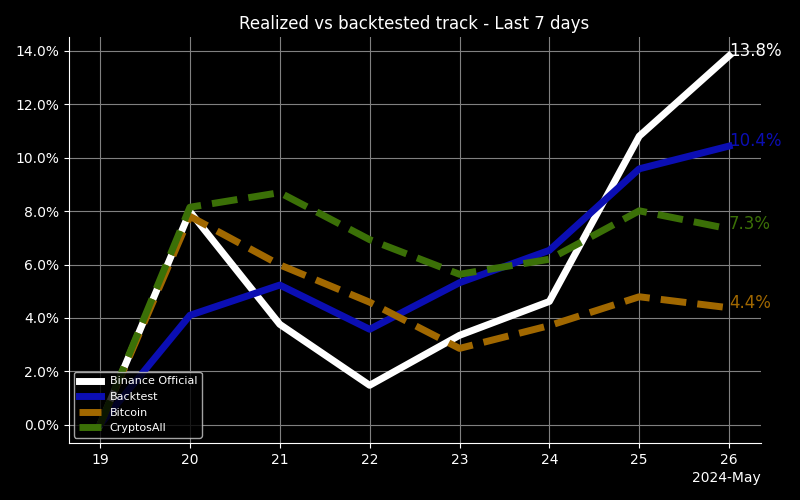 Realized vs backtested track - Last 7 days
14.0%
12.0%
10.0%
8.0%
6.0%
4.0%
2.0%
0.0%
13.8%
10.4%
7.3%
4.4%
Binance Official
Backtest
Bitcoin
CryptosAll
19 20 21 22 23 24 25 26
2024-May